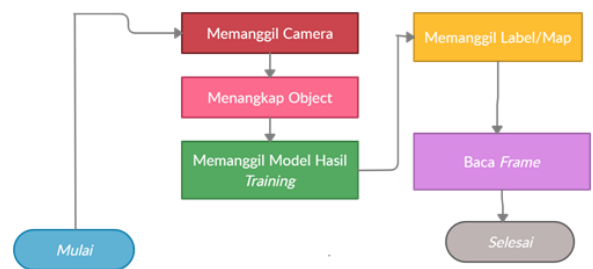 Mulai
Memanggil Camera
Menangkap Object
Memanggil Model Hasil
Training
Memanggil Label/Map
Baca Frame
Selesai